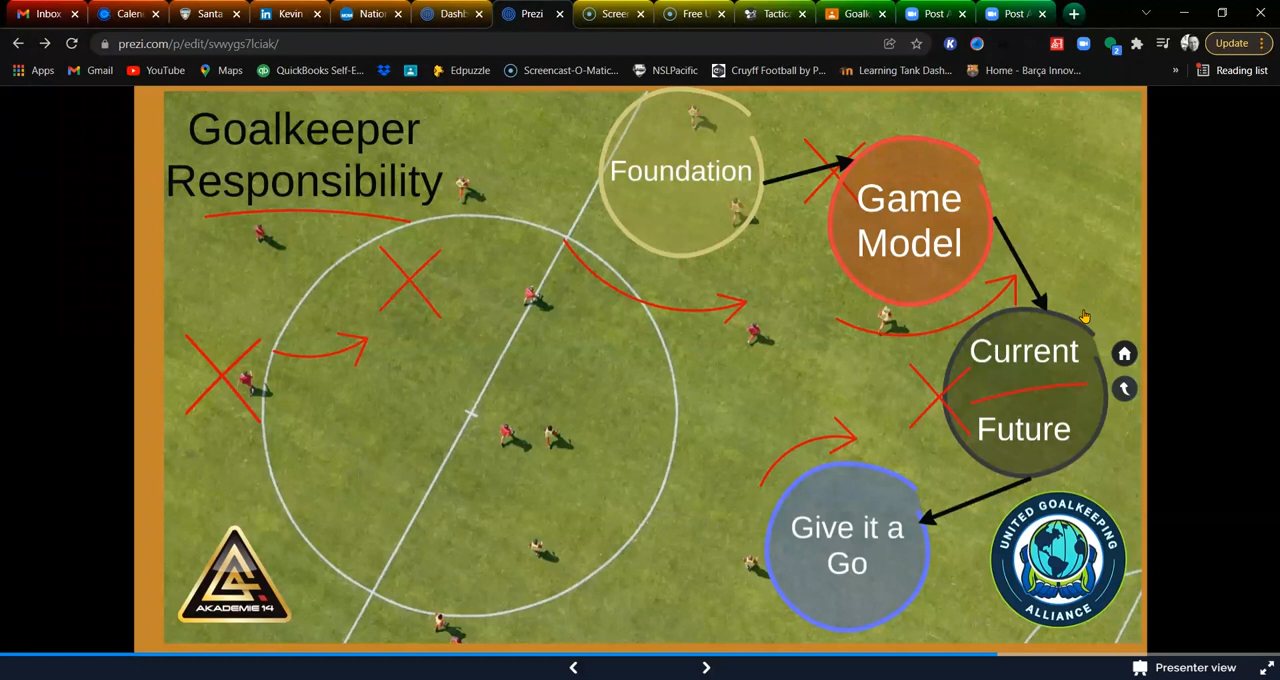 Inbox
Calen
Santa
Kevin
Natio
Dashb
Prezi
Scree
Free U
Tactica
Goalk
Post A
Post A
prezi.com/p/edit/svwygs7lciak/
Update
Apps
Gmail
YouTube
Maps
QuickBooks Self-E...
Edpuzzle
Screencast-O-Matic...
NSLPacific
Cruyff Football by P...
Learning Tank Dash...
Home - Barça Innov...
»
Reading list
Goalkeeper
Responsibility
Foundation
Game
Model
Current
Future
Give it a
Go
AKADEMIE 14
UNITED GOALKEEPING
ALLIANCE
Presenter view